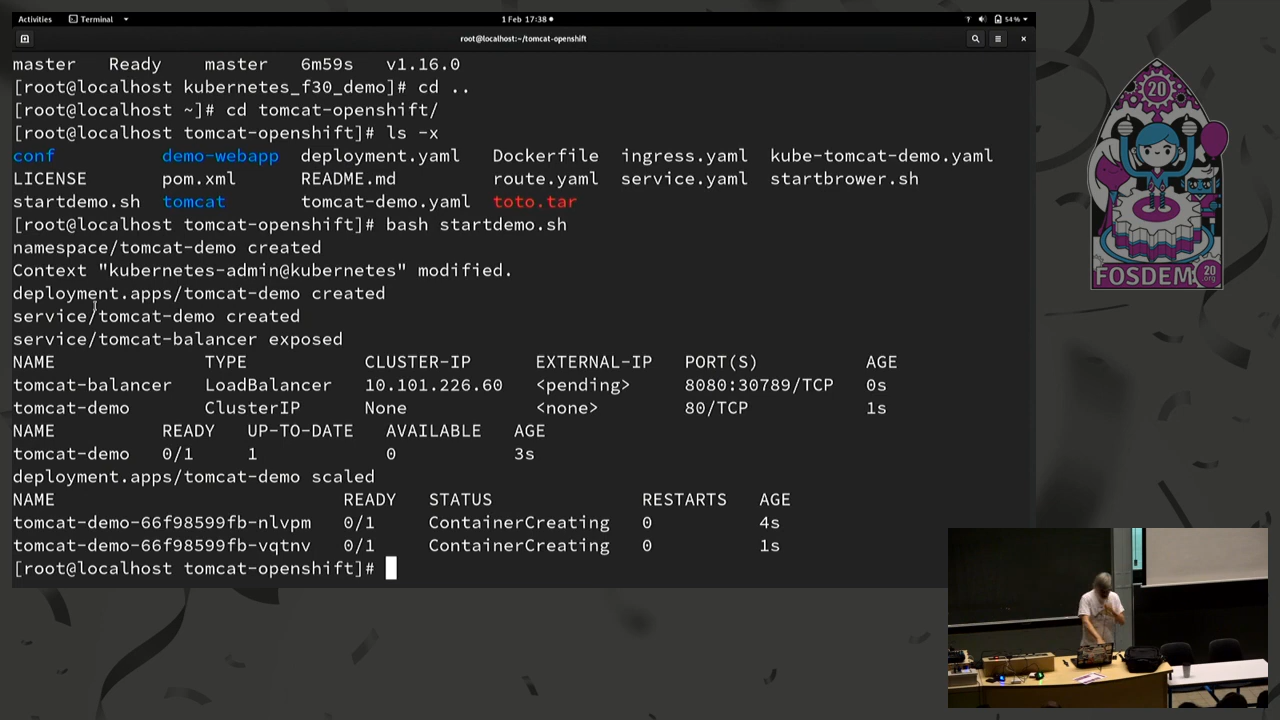 Activities Terminal 1 Feb 17:38 54 %
root@localhost:~/tomcat-openshift
master Ready master 6m59s v1.16.0
[root@localhost kubernetes_f30_demo]# cd ..
[root@localhost ~]# cd tomcat-openshift/
[root@localhost tomcat-openshift]# ls -x
conf demo-webapp deployment.yaml Dockerfile ingress.yaml kube-tomcat-demo.yaml
LICENSE pom.xml README.md route.yaml service.yaml startbrower.sh
startdemo.sh tomcat tomcat-demo.yaml toto.tar
[root@localhost tomcat-openshift]# bash startdemo.sh
namespace/tomcat-demo created
Context "kubernetes-admin@kubernetes" modified.
deployment.apps/tomcat-demo created
service/tomcat-demo created
service/tomcat-balancer exposed
NAME TYPE CLUSTER-IP EXTERNAL-IP PORT(S) AGE
tomcat-balancer LoadBalancer 10.101.226.60 <pending> 8080:30789/TCP 0s
tomcat-demo ClusterIP None <none> 80/TCP 1s
NAME READY UP-TO-DATE AVAILABLE AGE
tomcat-demo 0/1 1 0 3s
deployment.apps/tomcat-demo scaled
NAME READY STATUS RESTARTS AGE
tomcat-demo-66f98599fb-nlvpm 0/1 ContainerCreating 0 4s
tomcat-demo-66f98599fb-vqtnv 0/1 ContainerCreating 0 1s
[root@localhost tomcat-openshift]#
20
FOSDEM 20
.org